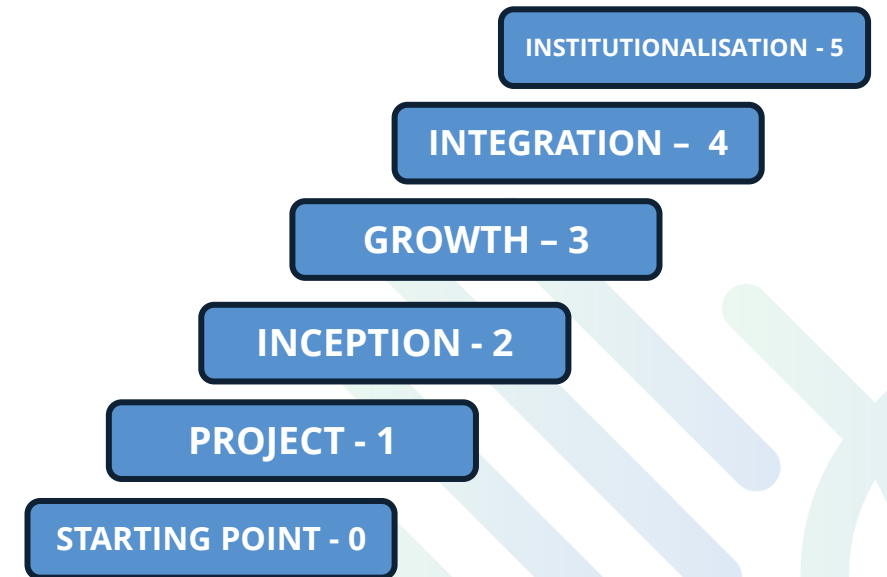 INSTITUTIONALISATION - 5
INTEGRATION – 4
GROWTH – 3
INCEPTION - 2
PROJECT - 1
STARTING POINT - 0